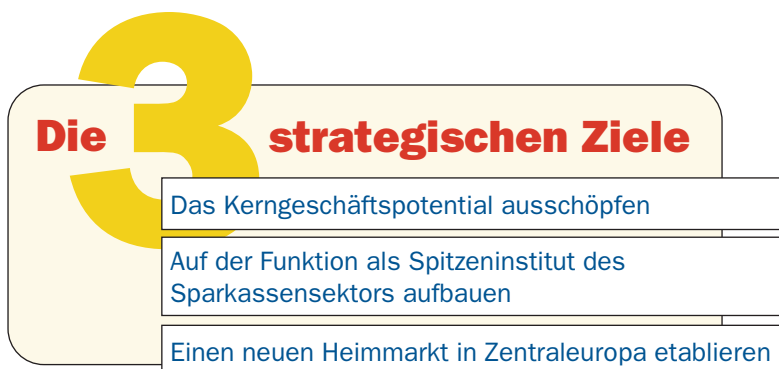 Die 3 strategischen Ziele
Das Kerngeschäftspotential ausschöpfen
Auf der Funktion als Spitzeninstitut des
Sparkassensektors aufbauen
Einen neuen Heimmarkt in Zentraleuropa etablieren